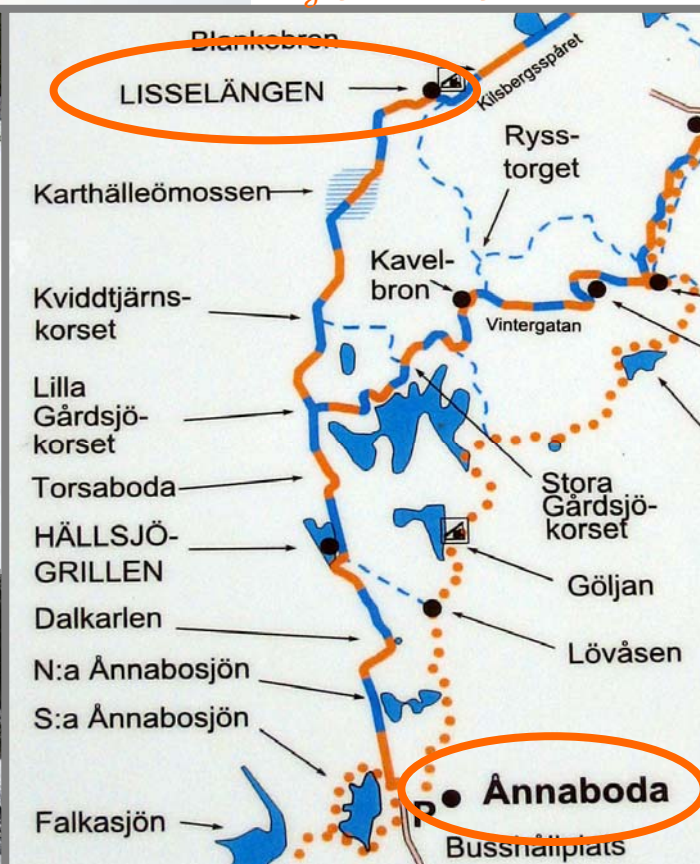 Blankebron
LISSELÄNGEN
Kilsbergsspåret
Ryss-
torget
Karthälleömossen
Kavel-
bron
Kviddtjärns-
korset
Vintergatan
Lilla
Gårdsjö-
korset
Torsaboda
Stora
Gårdsjö-
korset
HÄLLSJÖ-
GRILLEN
Göljan
Dalkarlen
Lövåsen
N:a Ånnabosjön
S:a Ånnabosjön
Ånnaboda
P
Falkasjön
Busshållplats